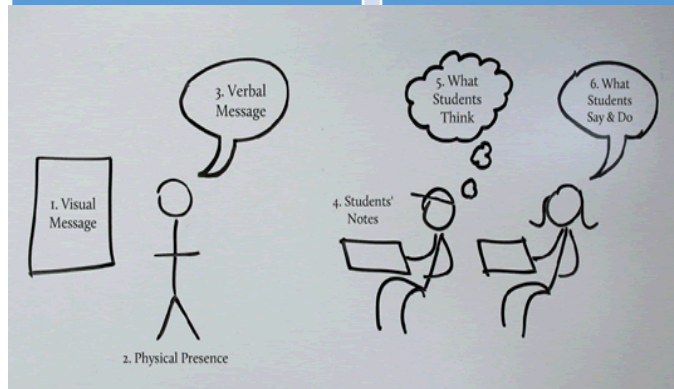 1. Visual
Message
2. Physical Presence
3. Verbal
Message
4. Students'
Notes
5. What
Students
Think
6. What
Students
Say & Do